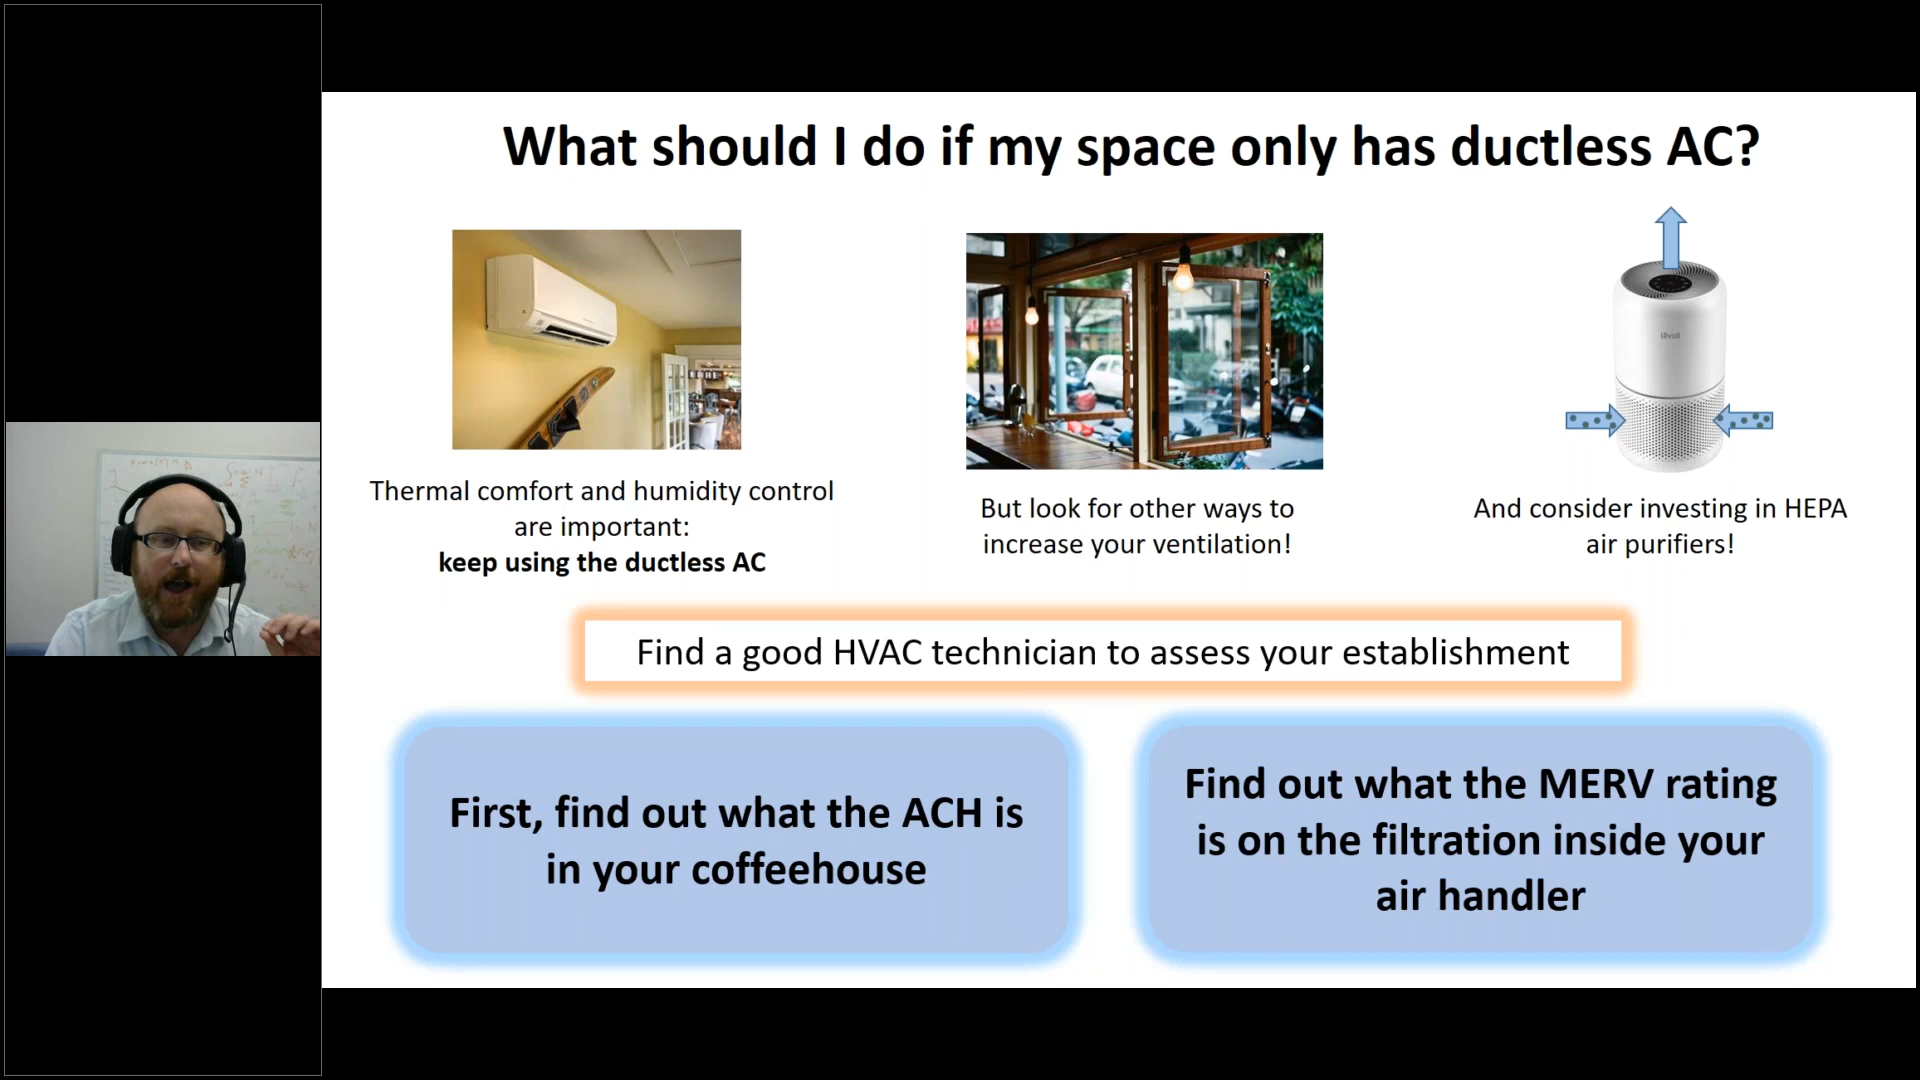 What should I do if my space only has ductless AC?
Thermal comfort and humidity control
are important:
keep using the ductless AC
But look for other ways to
increase your ventilation!
levoit
And consider investing in HEPA
air purifiers!
Find a good HVAC technician to assess your establishment
First, find out what the ACH is
in your coffeehouse
Find out what the MERV rating
is on the filtration inside your
air handler